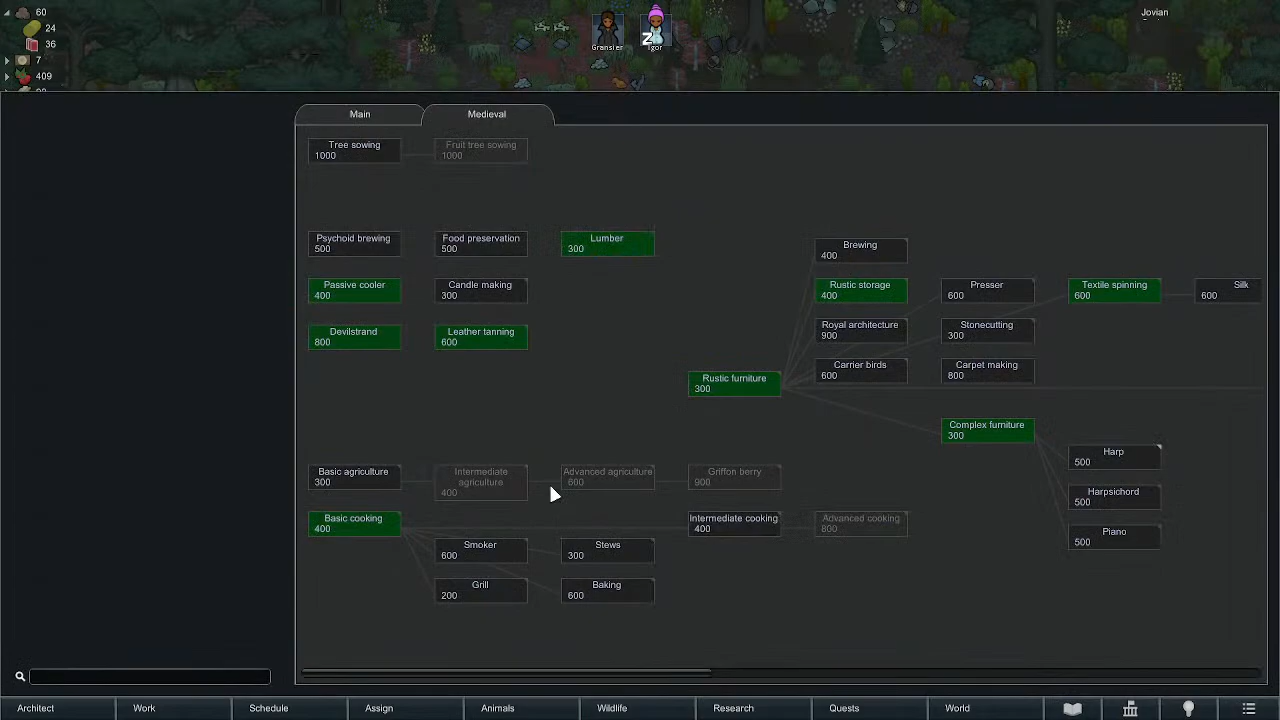 60
24
36
7
409
Gransier
Igor
Jovian
Main
Medieval
Tree sowing
1000
Fruit tree sowing
1000
Psychoid brewing
500
Food preservation
500
Lumber
300
Brewing
400
Passive cooler
400
Candle making
300
Rustic storage
400
Presser
600
Textile spinning
600
Silk
600
Devilstrand
800
Leather tanning
600
Royal architecture
900
Stonecutting
300
Carrier birds
600
Carpet making
800
Rustic furniture
300
Complex furniture
300
Harp
500
Basic agriculture
300
Intermediate
agriculture
400
Advanced agriculture
600
Griffon berry
900
Harpsichord
500
Basic cooking
400
Intermediate cooking
400
Advanced cooking
800
Piano
500
Smoker
600
Stews
300
Grill
200
Baking
600
Architect
Work
Schedule
Assign
Animals
Wildlife
Research
Quests
World